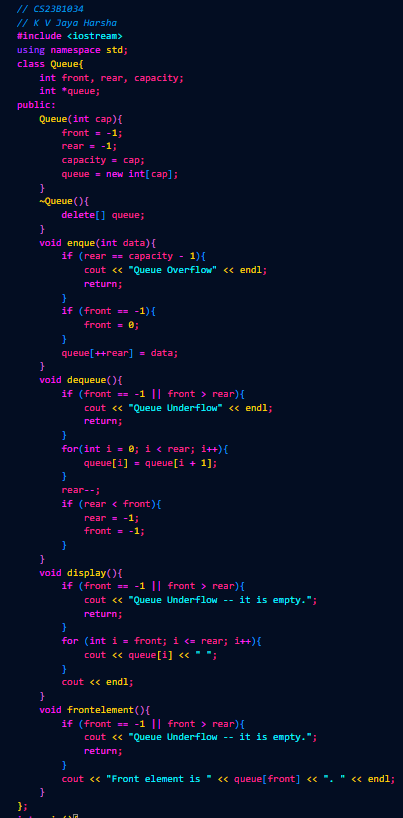 // CS23B1034
// K V Jaya Harsha
#include <iostream>
using namespace std;
class Queue{
    int front, rear, capacity;
    int *queue;
public:
    Queue(int cap){
        front = -1;
        rear = -1;
        capacity = cap;
        queue = new int[cap];
    }
    ~Queue(){
        delete[] queue;
    }
    void enque(int data){
        if (rear == capacity - 1){
            cout << "Queue Overflow" << endl;
            return;
        }
        if (front == -1){
            front = 0;
        }
        queue[++rear] = data;
    }
    void dequeue(){
        if (front == -1 || front > rear){
            cout << "Queue Underflow" << endl;
            return;
        }
        for(int i = 0; i < rear; i++){
            queue[i] = queue[i + 1];
        }
        rear--;
        if (rear < front){
            rear = -1;
            front = -1;
        }
    }
    void display(){
        if (front == -1 || front > rear){
            cout << "Queue Underflow -- it is empty.";
            return;
        }
        for (int i = front; i <= rear; i++){
            cout << queue[i] << " ";
        }
        cout << endl;
    }
    void frontelement(){
        if (front == -1 || front > rear){
            cout << "Queue Underflow -- it is empty.";
            return;
        }
        cout << "Front element is " << queue[front] << ". " << endl;
    }
};